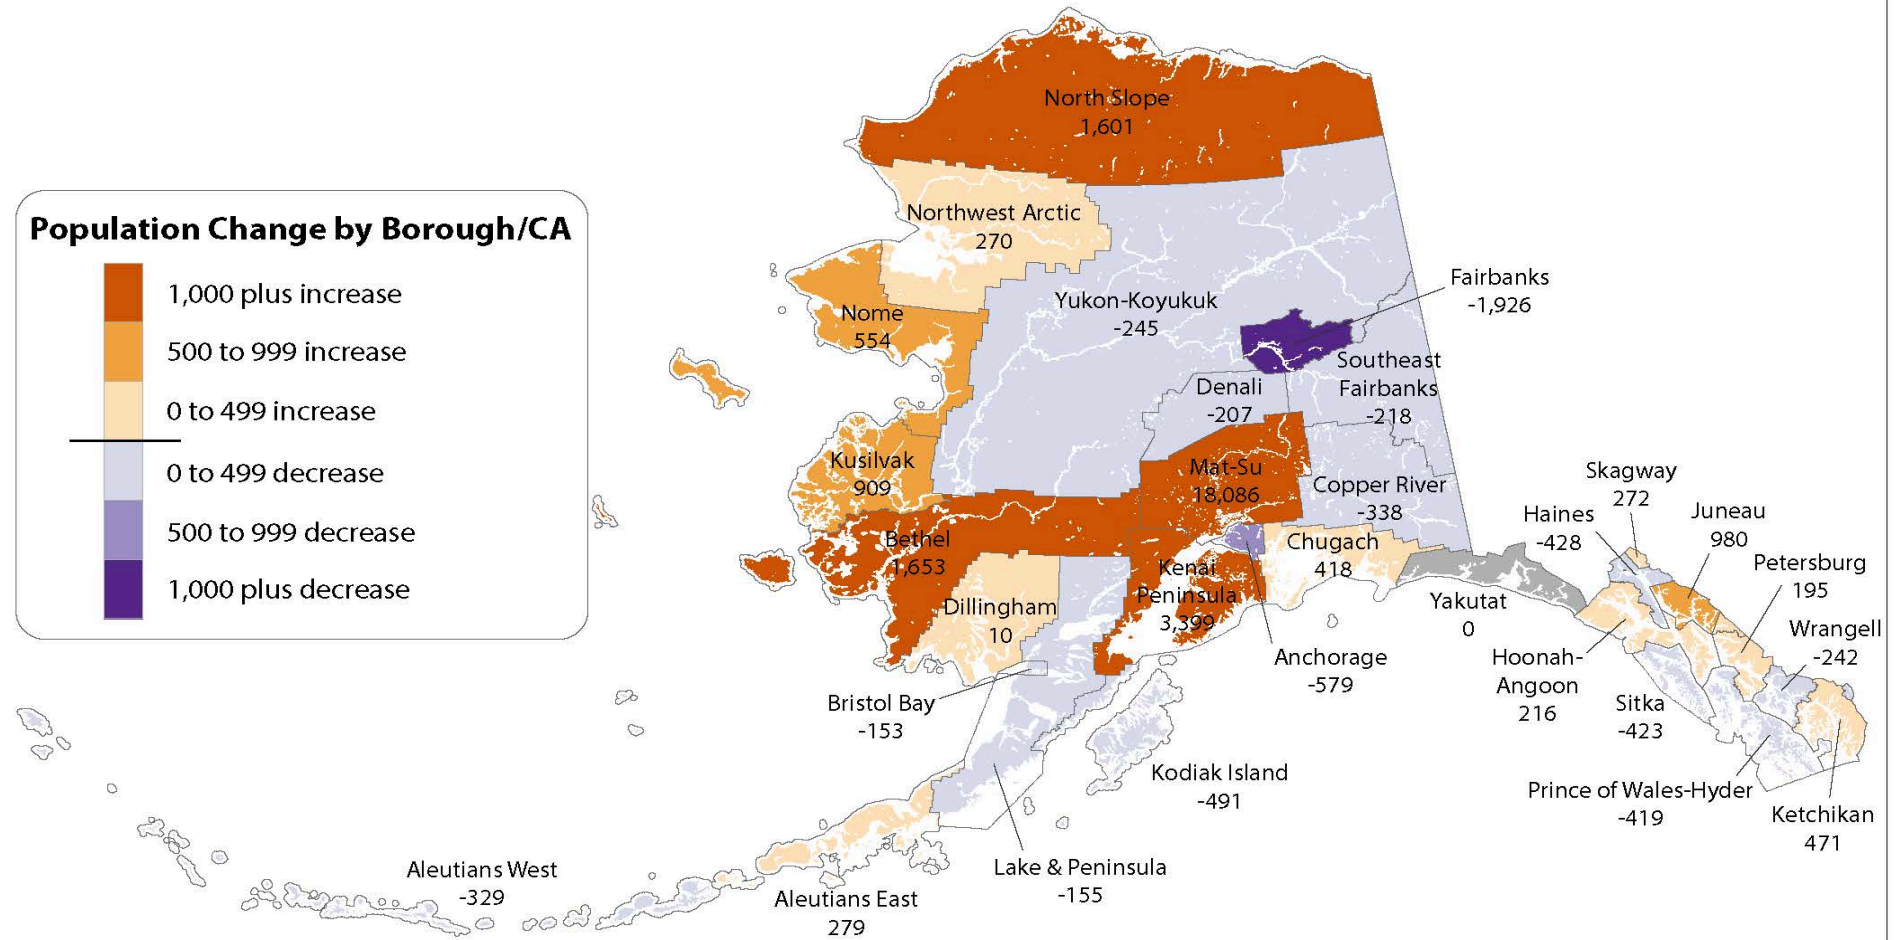 Population Change by Borough/CA
1,000 plus increase
500 to 999 increase
0 to 499 increase
0 to 499 decrease
500 to 999 decrease
1,000 plus decrease
North Slope
1,601
Northwest Arctic
270
Nome
554
Yukon-Koyukuk
-245
Fairbanks
-1,926
Southeast
Fairbanks
-218
Denali
-207
Kusilvak
909
Mat-Su
18,086
Copper River
-338
Bethel
1,653
Chugach
418
Kenai
Peninsula
3,399
Dillingham
10
Anchorage
-579
Bristol Bay
-153
Kodiak Island
-491
Lake & Peninsula
-155
Aleutians East
279
Aleutians West
-329
Yakutat
0
Skagway
272
Haines
-428
Juneau
980
Petersburg
195
Wrangell
-242
Hoonah-
Angoon
216
Sitka
-423
Prince of Wales-Hyder
-419
Ketchikan
471